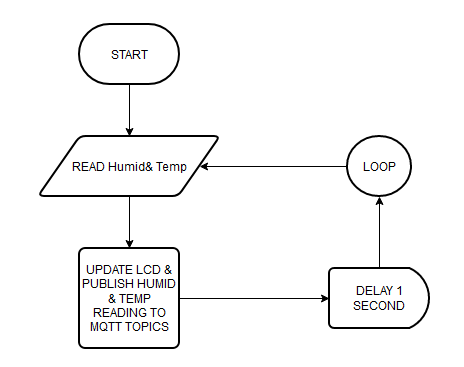 START
READ Humid& Temp
LOOP
UPDATE LCD &
PUBLISH HUMID
& TEMP
READING TO
MQTT TOPICS
DELAY 1
SECOND